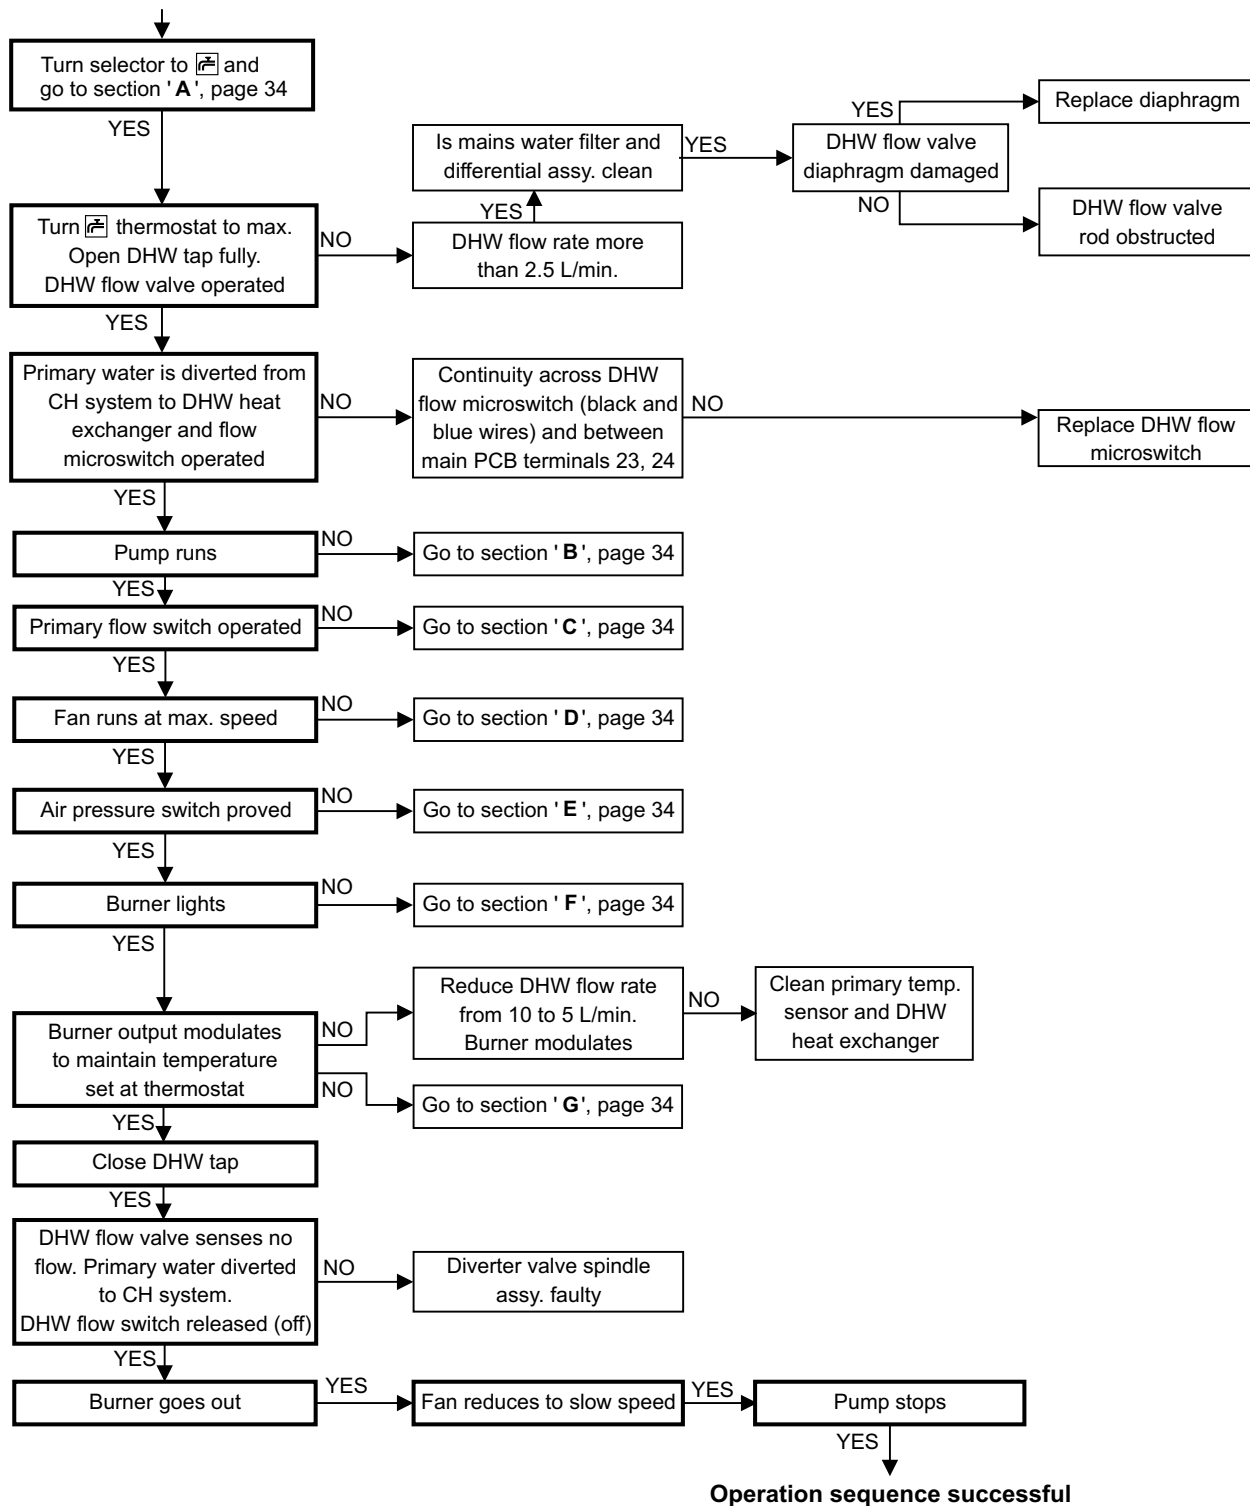 Turn selector to and
go to section ' A ', page 34
YES
Turn thermostat to max.
Open DHW tap fully.
DHW flow valve operated
NO
DHW flow rate more
than 2.5 L/min.
YES
Is mains water filter and
differential assy. clean
YES
DHW flow valve
diaphragm damaged
YES
Replace diaphragm
NO
DHW flow valve
rod obstructed
YES
Primary water is diverted from
CH system to DHW heat
exchanger and flow
microswitch operated
NO
Continuity across DHW
flow microswitch (black and
blue wires) and between
main PCB terminals 23, 24
NO
Replace DHW flow
microswitch
YES
Pump runs
NO
Go to section ' B ', page 34
YES
Primary flow switch operated
NO
Go to section ' C ', page 34
YES
Fan runs at max. speed
NO
Go to section ' D ', page 34
YES
Air pressure switch proved
NO
Go to section ' E ', page 34
YES
Burner lights
NO
Go to section ' F ', page 34
YES
Burner output modulates
to maintain temperature
set at thermostat
NO
Reduce DHW flow rate
from 10 to 5 L/min.
Burner modulates
NO
Clean primary temp.
sensor and DHW
heat exchanger
NO
Go to section ' G ', page 34
YES
Close DHW tap
YES
DHW flow valve senses no
flow. Primary water diverted
to CH system.
DHW flow switch released (off)
NO
Diverter valve spindle
assy. faulty
YES
Burner goes out
YES
Fan reduces to slow speed
YES
Pump stops
YES
Operation sequence successful